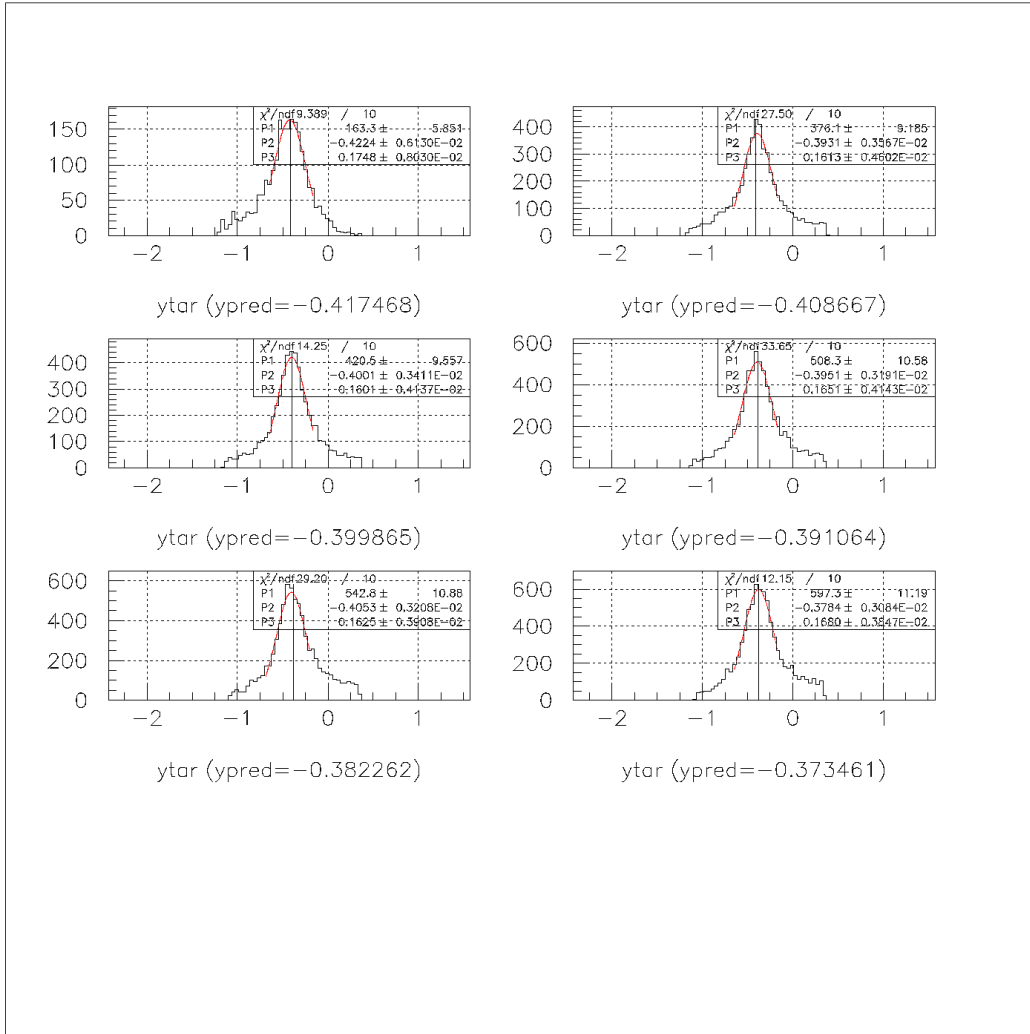 χ²/ndf 9.389 / 10
P1 163.3 ± 5.851
P2 −0.4224 ± 0.6130E−02
P3 0.1748 ± 0.8030E−02
150
100
50
0
−2 −1 0 1
ytar (ypred=−0.417468)
χ²/ndf 27.50 / 10
P1 376.1 ± 9.185
P2 −0.3931 ± 0.3567E−02
P3 0.1613 ± 0.4602E−02
400
300
200
100
0
−2 −1 0 1
ytar (ypred=−0.408667)
χ²/ndf 14.25 / 10
P1 420.5 ± 9.557
P2 −0.4001 ± 0.3411E−02
P3 0.1601 ± 0.4137E−02
400
300
200
100
0
−2 −1 0 1
ytar (ypred=−0.399865)
χ²/ndf 33.65 / 10
P1 508.3 ± 10.58
P2 −0.3951 ± 0.3191E−02
P3 0.1651 ± 0.4143E−02
600
400
200
0
−2 −1 0 1
ytar (ypred=−0.391064)
χ²/ndf 29.20 / 10
P1 542.8 ± 10.88
P2 −0.4053 ± 0.3208E−02
P3 0.1625 ± 0.3908E−02
600
400
200
0
−2 −1 0 1
ytar (ypred=−0.382262)
χ²/ndf 12.15 / 10
P1 597.3 ± 11.19
P2 −0.3784 ± 0.3084E−02
P3 0.1680 ± 0.3847E−02
600
400
200
0
−2 −1 0 1
ytar (ypred=−0.373461)